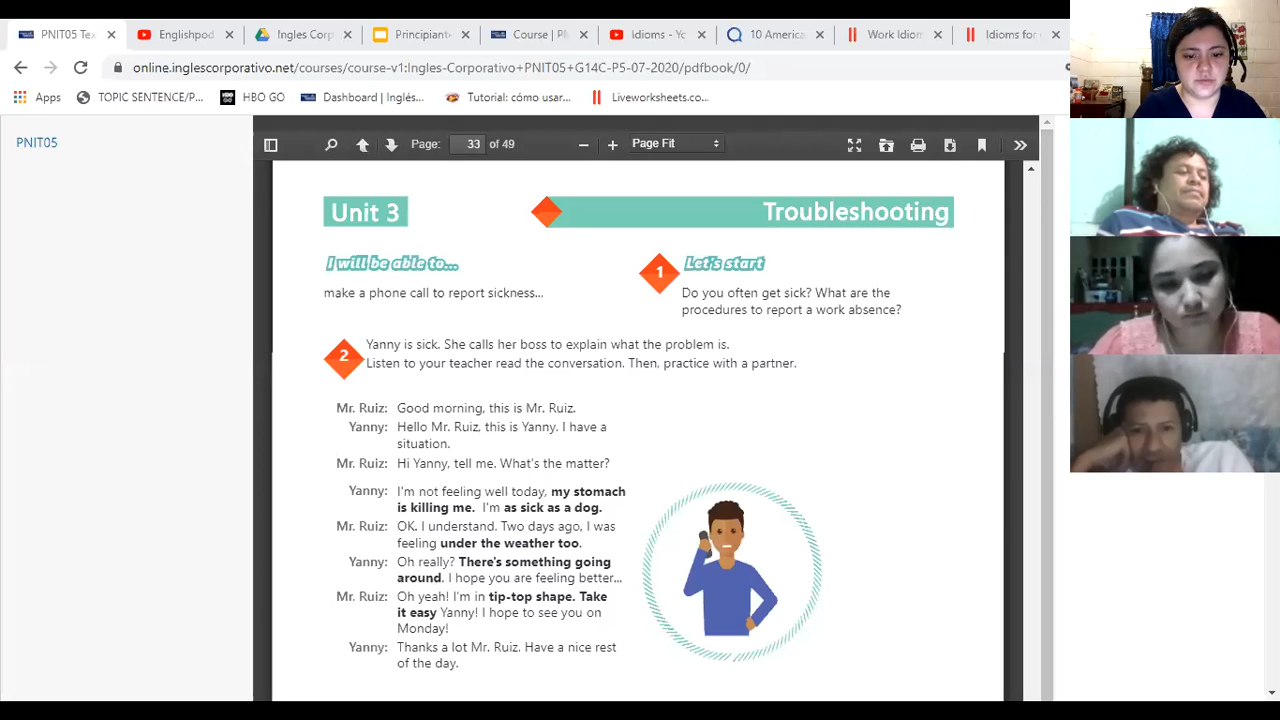 PNIT05 Tex
Englishpod
Ingles Corp
Principiante
Course | Pl
Idioms - Yo
10 America
Work Idiom
Idioms for
online.inglescorporativo.net/courses/course-v1:Ingles-Corporativo+PNIT05+G14C-P5-07-2020/pdfbook/0/
Apps
TOPIC SENTENCE/P...
HBO GO
Dashboard | Inglés...
Tutorial: cómo usar...
Liveworksheets.co...
PNIT05
Page: 33 of 49
Page Fit
Unit 3
Troubleshooting
I will be able to...
make a phone call to report sickness...
1
Let's start
Do you often get sick? What are the
procedures to report a work absence?
2
Yanny is sick. She calls her boss to explain what the problem is.
Listen to your teacher read the conversation. Then, practice with a partner.
Mr. Ruiz: Good morning, this is Mr. Ruiz.
Yanny: Hello Mr. Ruiz, this is Yanny. I have a
situation.
Mr. Ruiz: Hi Yanny, tell me. What's the matter?
Yanny: I'm not feeling well today, my stomach
is killing me. I'm as sick as a dog.
Mr. Ruiz: OK. I understand. Two days ago, I was
feeling under the weather too.
Yanny: Oh really? There's something going
around. I hope you are feeling better...
Mr. Ruiz: Oh yeah! I'm in tip-top shape. Take
it easy Yanny! I hope to see you on
Monday!
Yanny: Thanks a lot Mr. Ruiz. Have a nice rest
of the day.